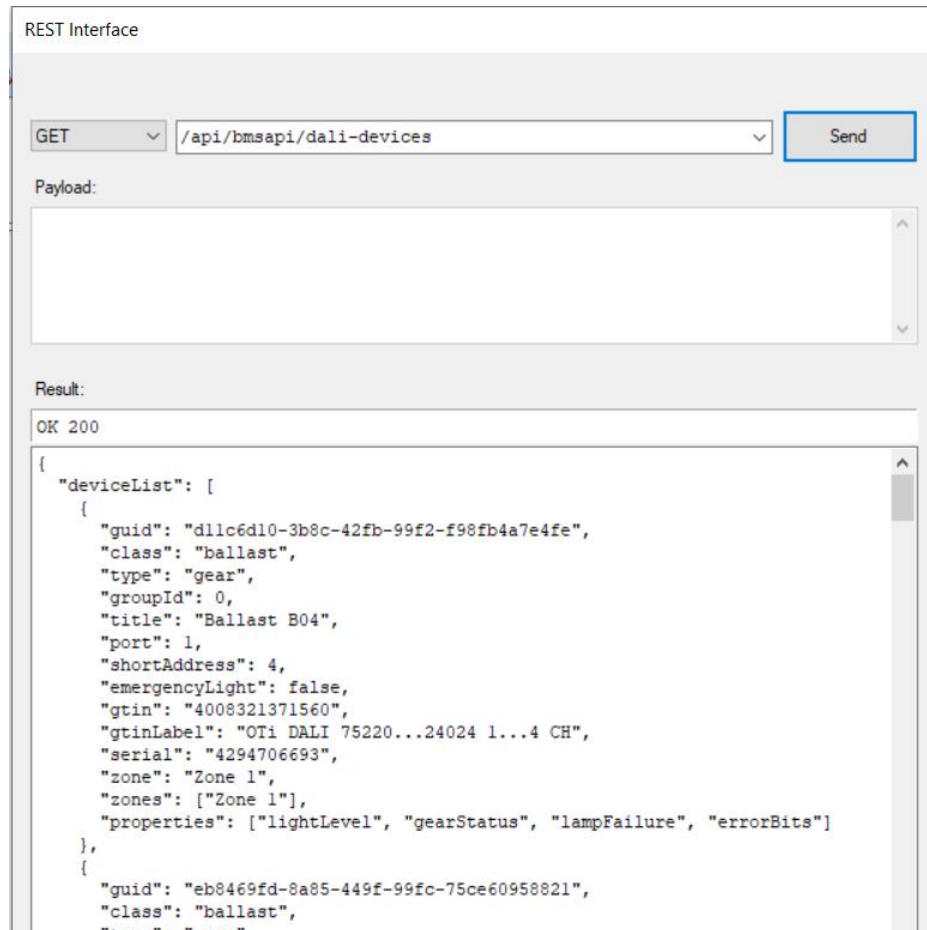 REST Interface
GET /api/bmsapi/dali-devices Send
Payload:
Result:
OK 200
{
"deviceList": [
{
"guid": "d11c6d10-3b8c-42fb-99f2-f98fb4a7e4fe",
"class": "ballast",
"type": "gear",
"groupId": 0,
"title": "Ballast B04",
"port": 1,
"shortAddress": 4,
"emergencyLight": false,
"gtin": "4008321371560",
"gtinLabel": "OTi DALI 75220...24024 1...4 CH",
"serial": "4294706693",
"zone": "Zone 1",
"zones": ["Zone 1"],
"properties": ["lightLevel", "gearStatus", "lampFailure", "errorBits"]
},
{
"guid": "eb8469fd-8a85-449f-99fc-75ce60958821",
"class": "ballast",